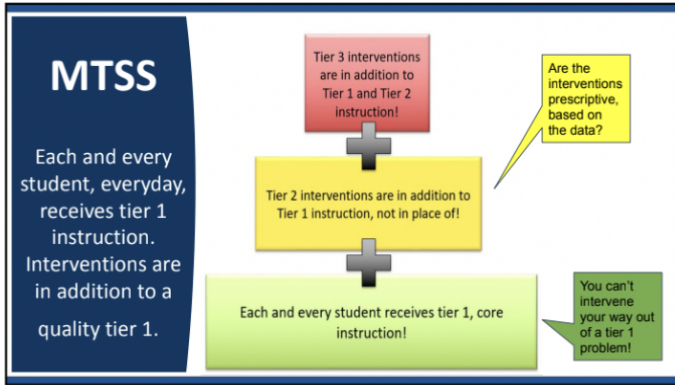 MTSS
Each and every
student, everyday,
receives tier 1
instruction.
Interventions are
in addition to a
quality tier 1.
Tier 3 interventions
are in addition to
Tier 1 and Tier 2
instruction!
Are the
interventions
prescriptive,
based on
the data?
Tier 2 interventions are in addition to
Tier 1 instruction, not in place of!
Each and every student receives tier 1, core
instruction!
You can't
intervene
your way out
of a tier 1
problem!